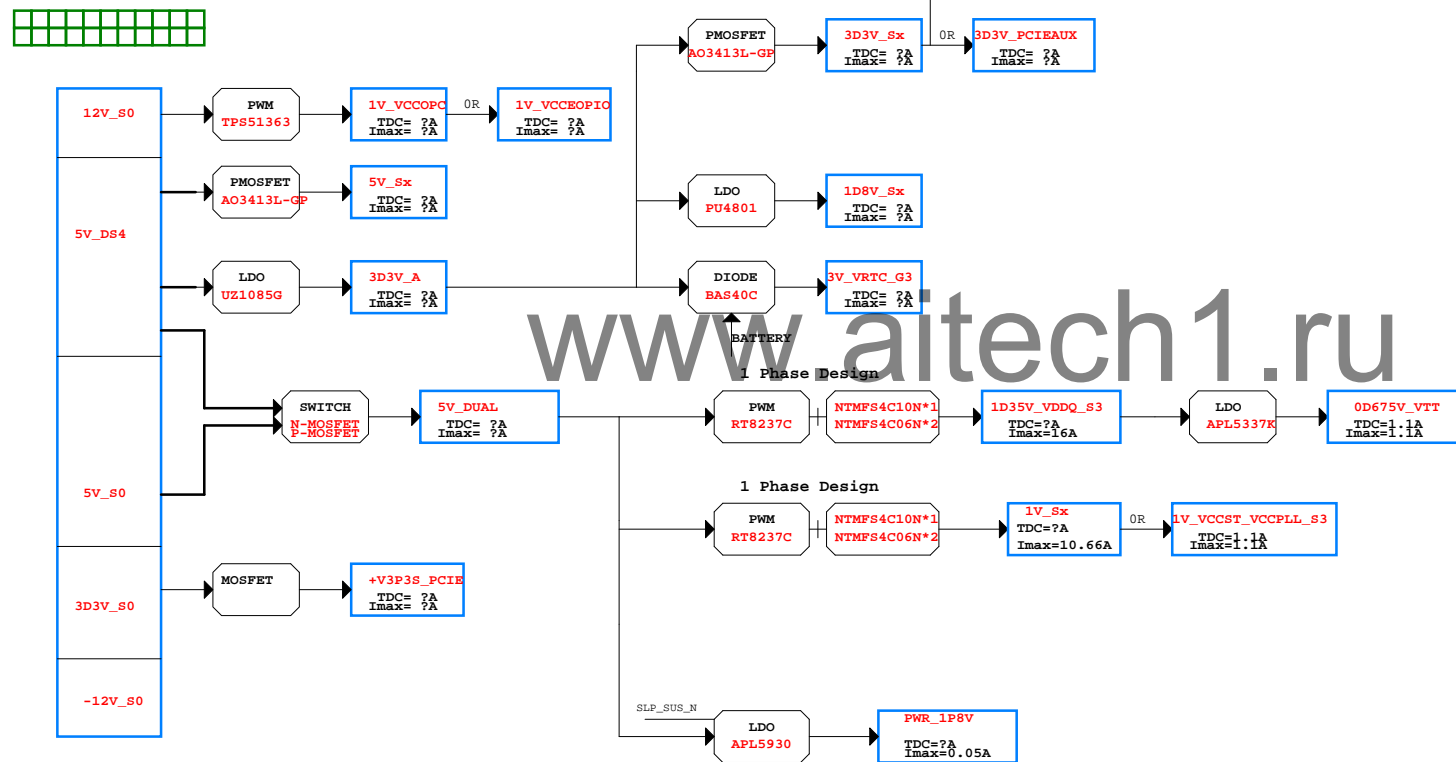 PMOSFET
AO3413L-GP
3D3V_Sx
TDC= ?A
Imax= ?A
0R
3D3V_PCIEAUX
TDC= ?A
Imax= ?A
12V_S0
PWM
TPS51363
1V_VCCOPC
TDC= ?A
Imax= ?A
0R
1V_VCCEOPIO
TDC= ?A
Imax= ?A
5V_DS4
PMOSFET
AO3413L-GP
5V_Sx
TDC= ?A
Imax= ?A
LDO
PU4801
1D8V_Sx
TDC= ?A
Imax= ?A
LDO
UZ1085G
3D3V_A
TDC= ?A
Imax= ?A
DIODE
BAS40C
3V_VRTC_G3
TDC= ?A
Imax= ?A
BATTERY
www.aitech1.ru
1 Phase Design
SWITCH
N-MOSFET
P-MOSFET
5V_DUAL
TDC= ?A
Imax= ?A
PWM
RT8237C
NTMFS4C10N*1
NTMFS4C06N*2
1D35V_VDDQ_S3
TDC=?A
Imax=16A
LDO
APL5337K
0D675V_VTT
TDC=1.1A
Imax=1.1A
5V_S0
1 Phase Design
PWM
RT8237C
NTMFS4C10N*1
NTMFS4C06N*2
1V_Sx
TDC=?A
Imax=10.66A
0R
1V_VCCST_VCCPLL_S3
TDC=1.1A
Imax=1.1A
3D3V_S0
MOSFET
+V3P3S_PCIE
TDC= ?A
Imax= ?A
-12V_S0
SLP_SUS_N
LDO
APL5930
PWR_1P8V
TDC=?A
Imax=0.05A